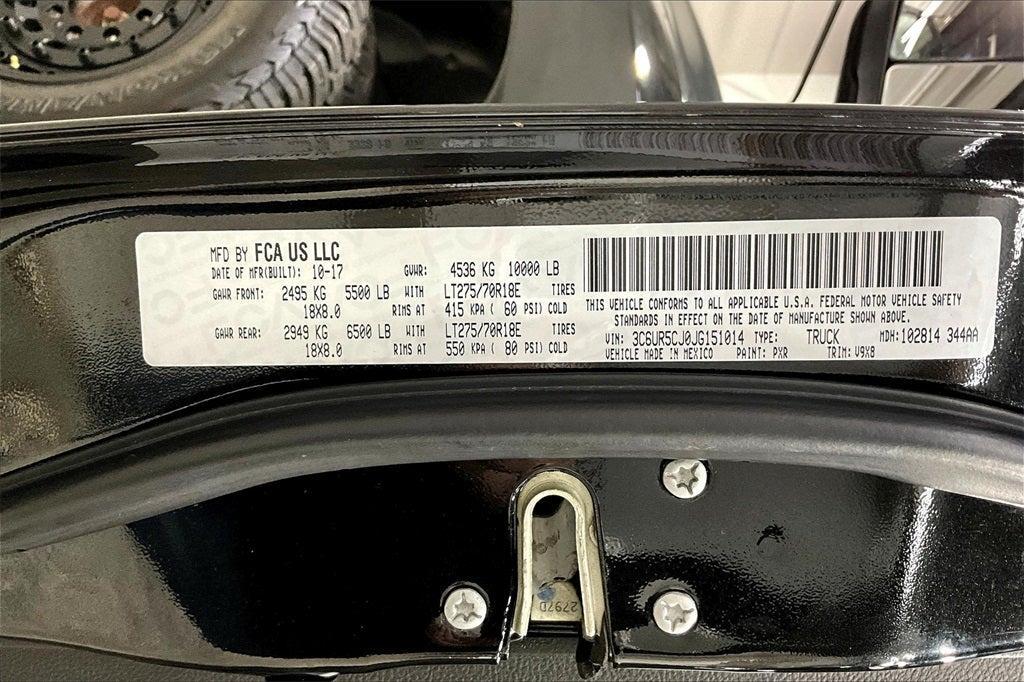 MFD BY FCA US LLC
DATE OF MFR(BUILT): 10-17 GVWR: 4536 KG 10000 LB
GAWR FRONT: 2495 KG 5500 LB WITH LT275/70R18E TIRES
18X8.0 RIMS AT 415 KPA ( 60 PSI) COLD
GAWR REAR: 2949 KG 6500 LB WITH LT275/70R18E TIRES
18X8.0 RIMS AT 550 KPA ( 80 PSI) COLD
THIS VEHICLE CONFORMS TO ALL APPLICABLE U.S.A. FEDERAL MOTOR VEHICLE SAFETY
STANDARDS IN EFFECT ON THE DATE OF MANUFACTURE SHOWN ABOVE.
VIN: 3C6UR5CJ0JG151014 TYPE: TRUCK MDH:102814 344AA
VEHICLE MADE IN MEXICO PAINT: PXR TRIM: V9X8
2797D